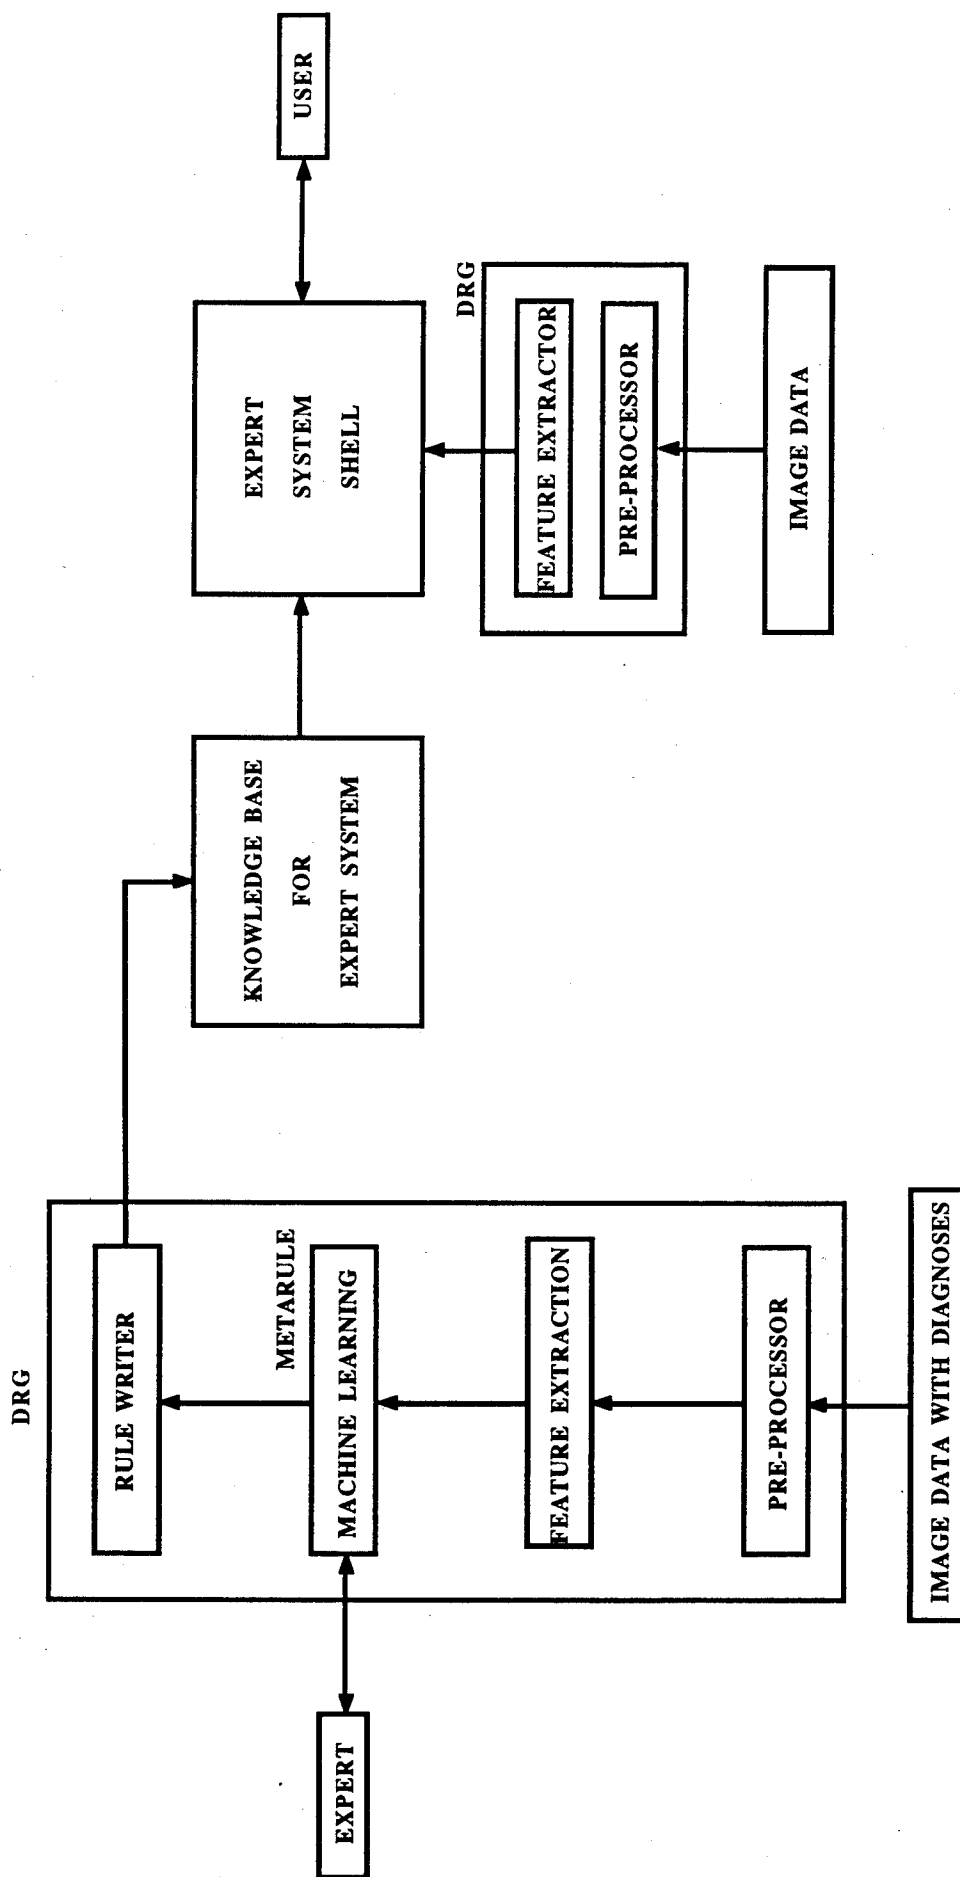 DRG
RULE WRITER
METARULE
MACHINE LEARNING
FEATURE EXTRACTION
PRE-PROCESSOR
IMAGE DATA WITH DIAGNOSES
EXPERT
KNOWLEDGE BASE
FOR
EXPERT SYSTEM
EXPERT
SYSTEM
SHELL
USER
DRG
FEATURE EXTRACTOR
PRE-PROCESSOR
IMAGE DATA